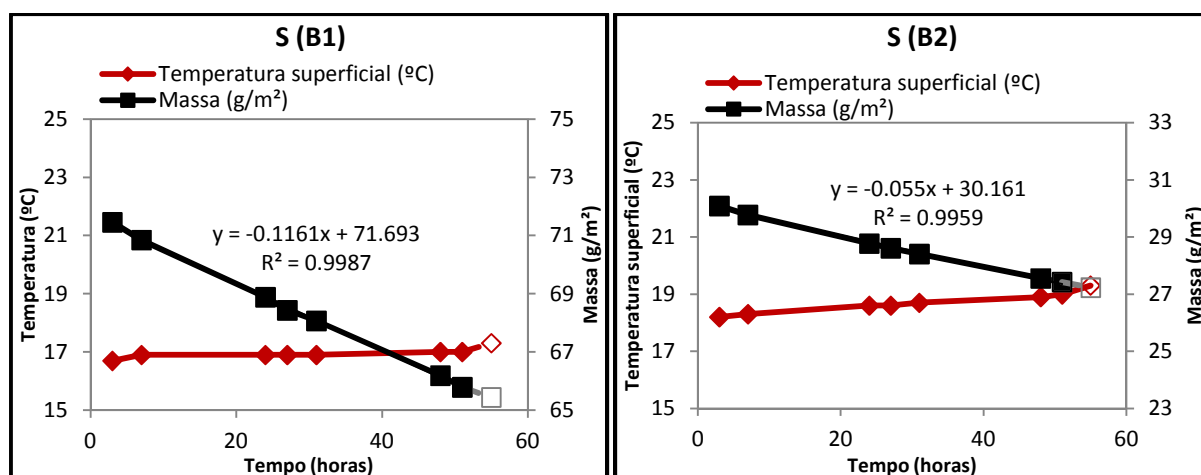 S (B1)
Temperatura superficial (ºC)
Massa (g/m²)
25
23
21
19
17
15
75
73
71
69
67
65
Temperatura (ºC)
Massa (g/m²)
y = -0.1161x + 71.693
R² = 0.9987
0
20
40
60
Tempo (horas)
S (B2)
Temperatura superficial (ºC)
Massa (g/m²)
25
23
21
19
17
15
33
31
29
27
25
23
Temperatura superficial (ºC)
Massa (g/m²)
y = -0.055x + 30.161
R² = 0.9959
0
20
40
60
Tempo (horas)